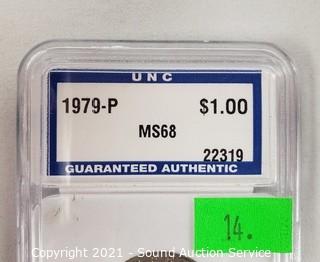 UNC
1979-P $1.00
MS68
22319
GUARANTEED AUTHENTIC
14.
Copyright 2021 - Sound Auction Service